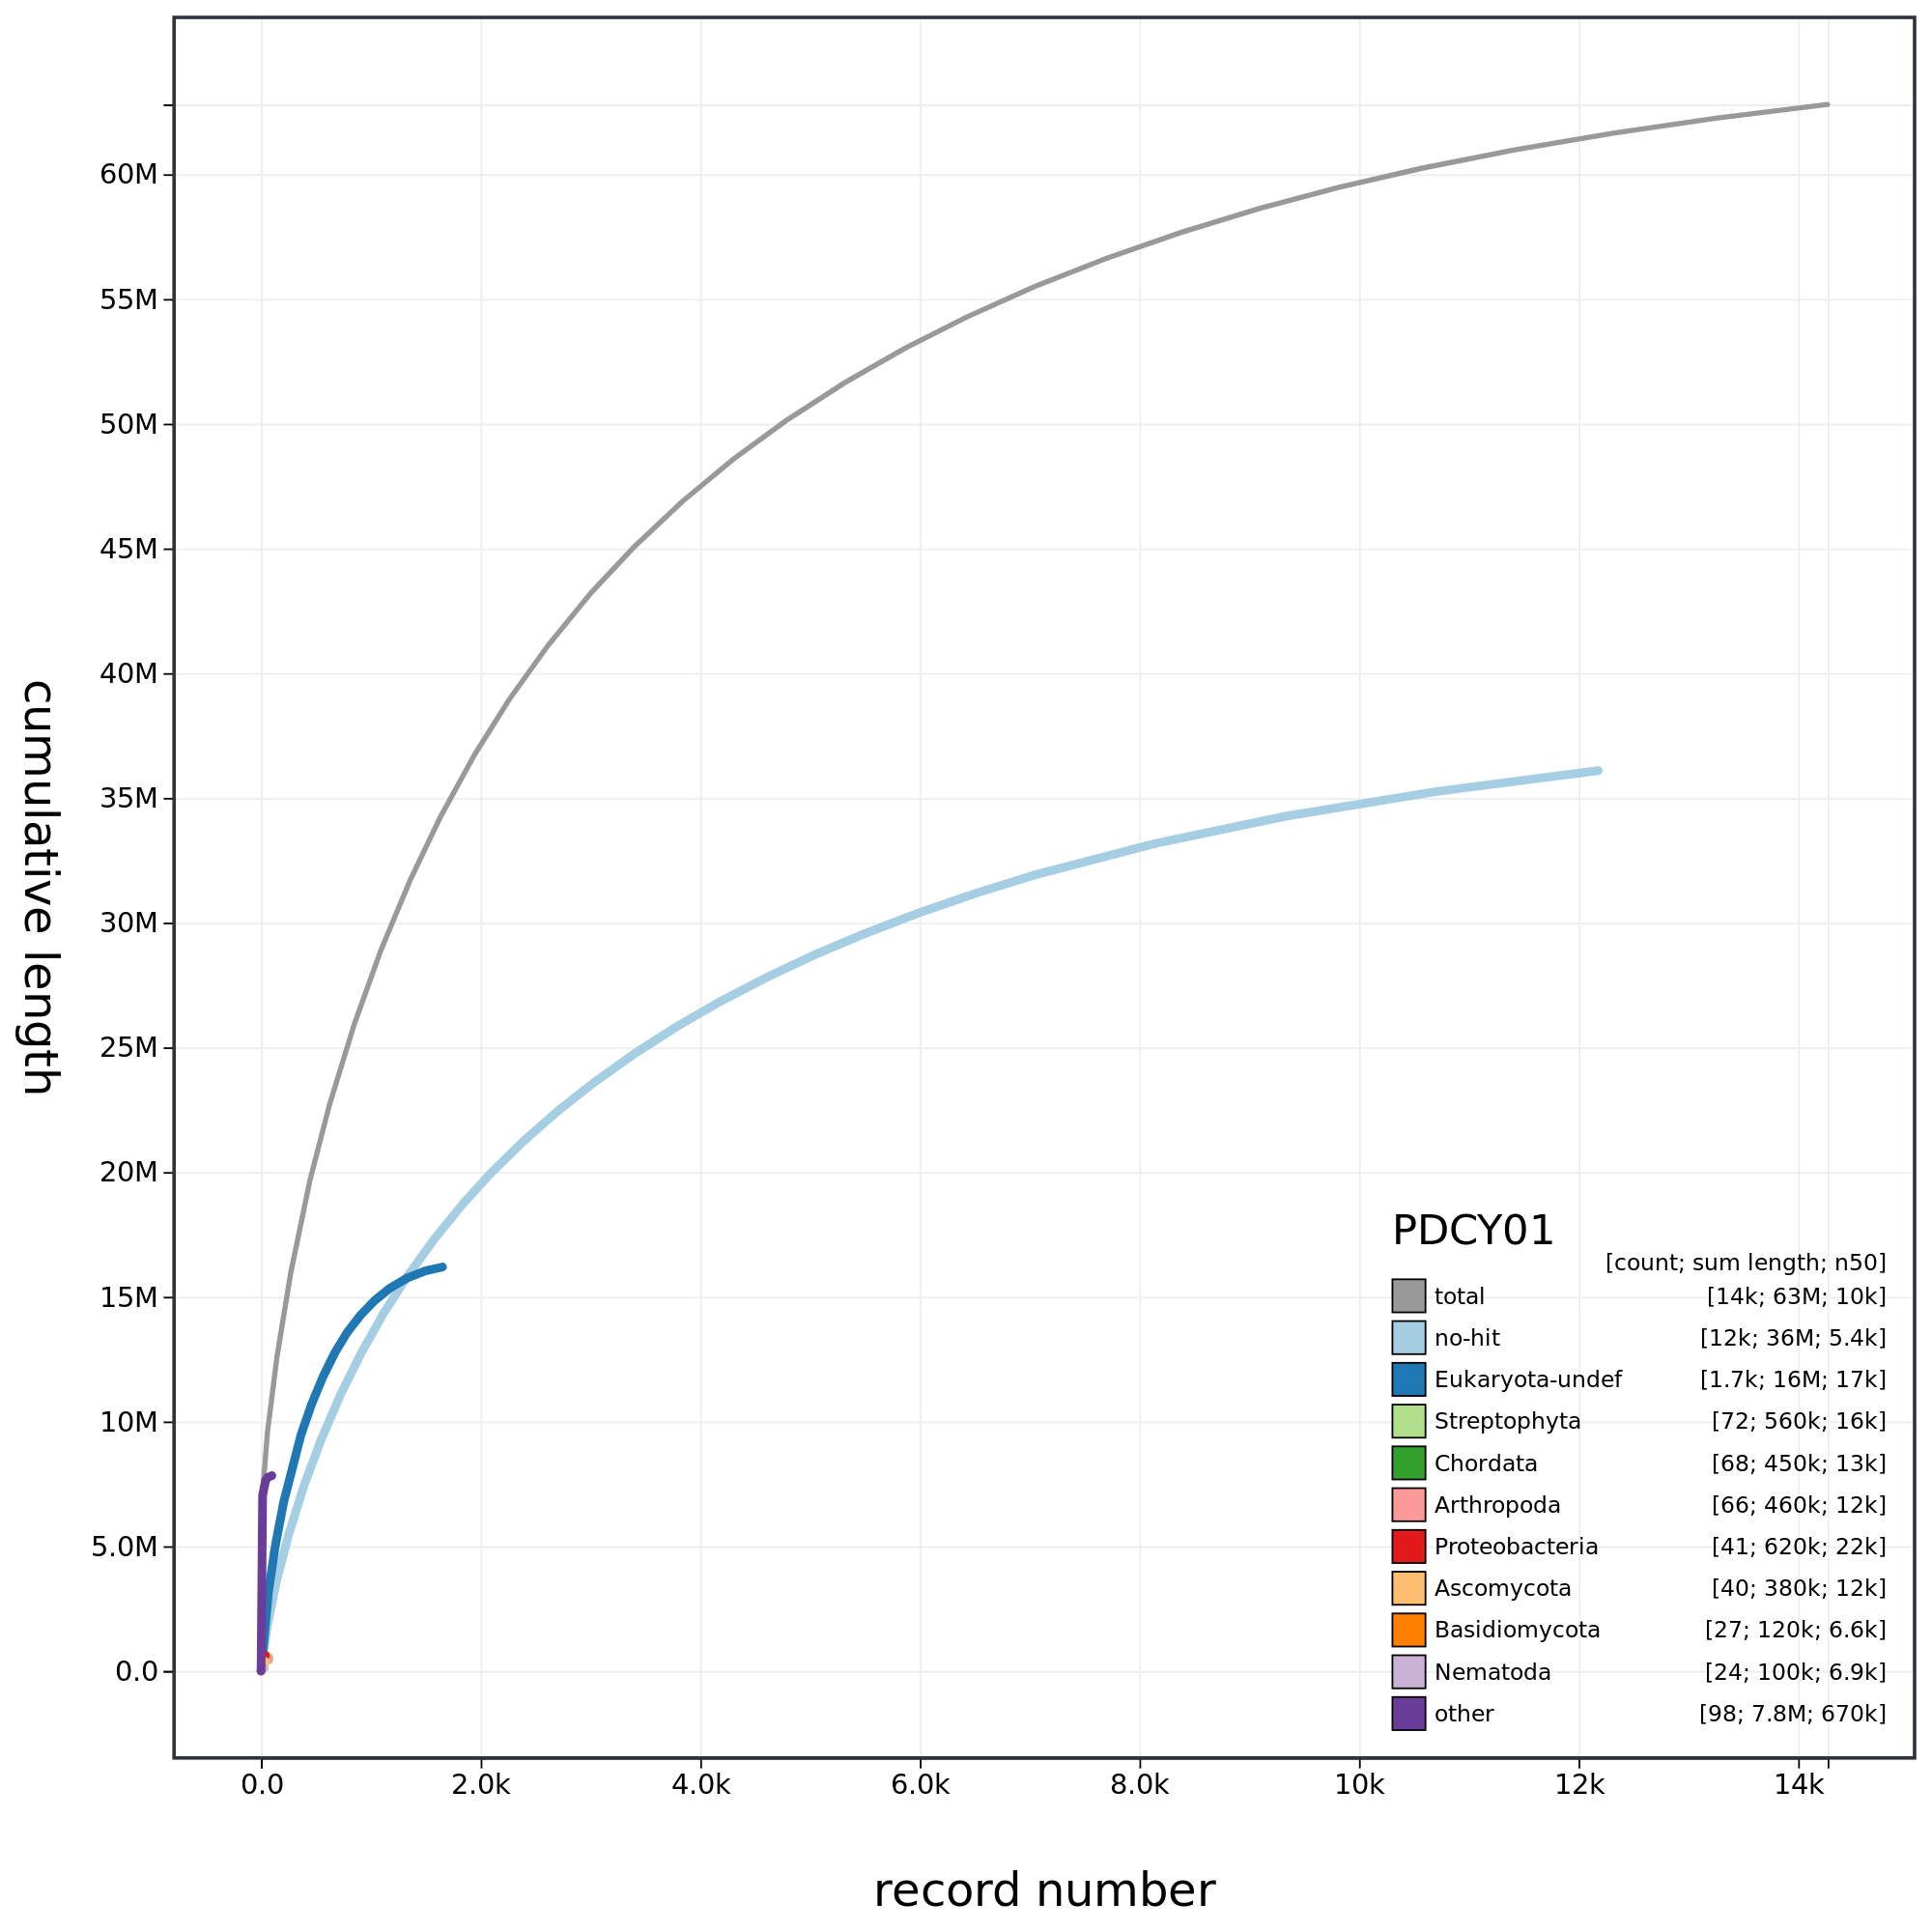 60M
55M
50M
45M
40M
35M
30M
25M
20M
15M
10M
5.0M
0.0
cumulative length
PDCY01
[count; sum length; n50]
total [14k; 63M; 10k]
no-hit [12k; 36M; 5.4k]
Eukaryota-undef [1.7k; 16M; 17k]
Streptophyta [72; 560k; 16k]
Chordata [68; 450k; 13k]
Arthropoda [66; 460k; 12k]
Proteobacteria [41; 620k; 22k]
Ascomycota [40; 380k; 12k]
Basidiomycota [27; 120k; 6.6k]
Nematoda [24; 100k; 6.9k]
other [98; 7.8M; 670k]
0.0 2.0k 4.0k 6.0k 8.0k 10k 12k 14k
record number